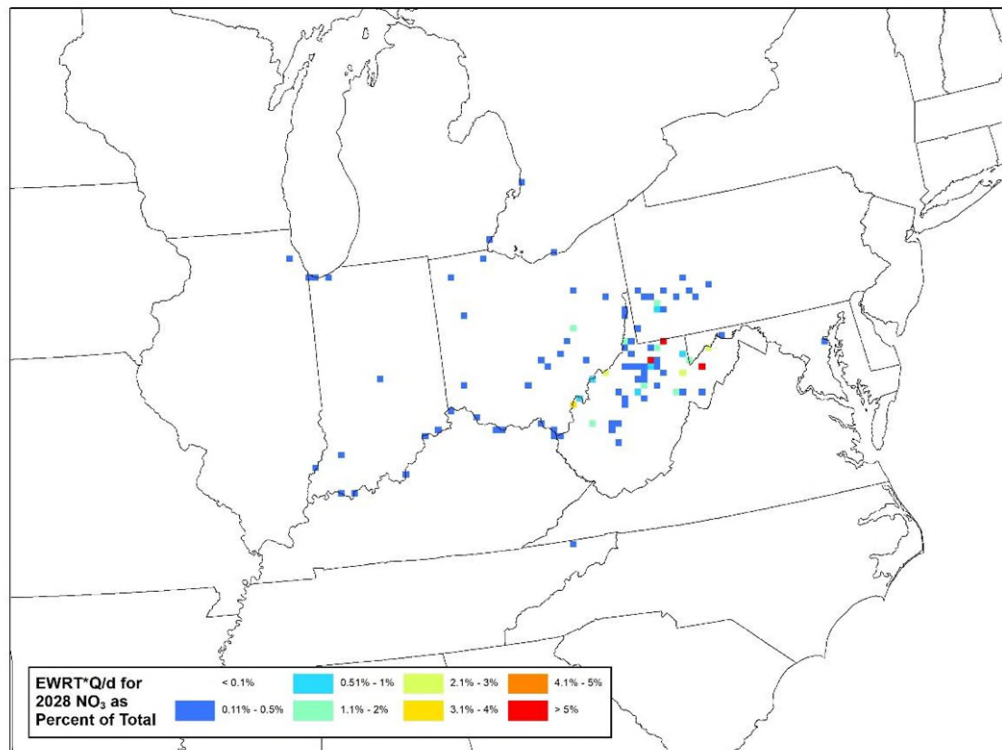 EWRT*Q/d for
2028 NO₃ as
Percent of Total
< 0.1%
0.11% - 0.5%
0.51% - 1%
1.1% - 2%
2.1% - 3%
3.1% - 4%
4.1% - 5%
> 5%